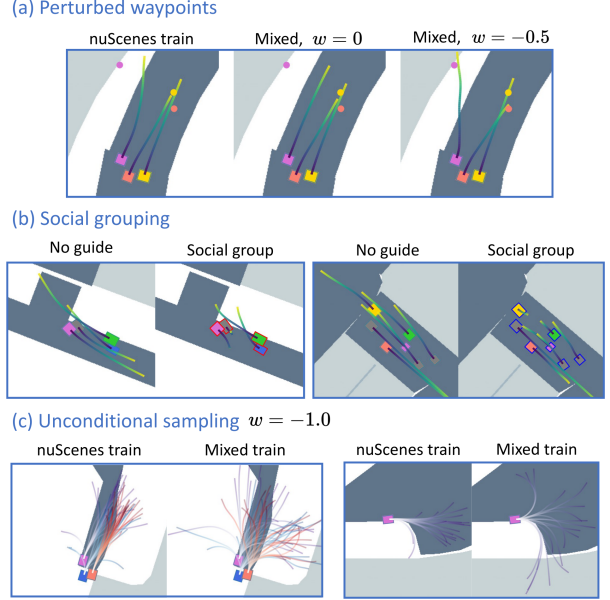 (a) Perturbed waypoints
nuScenes train
Mixed, w = 0
Mixed, w = −0.5
(b) Social grouping
No guide
Social group
No guide
Social group
(c) Unconditional sampling w = −1.0
nuScenes train
Mixed train
nuScenes train
Mixed train